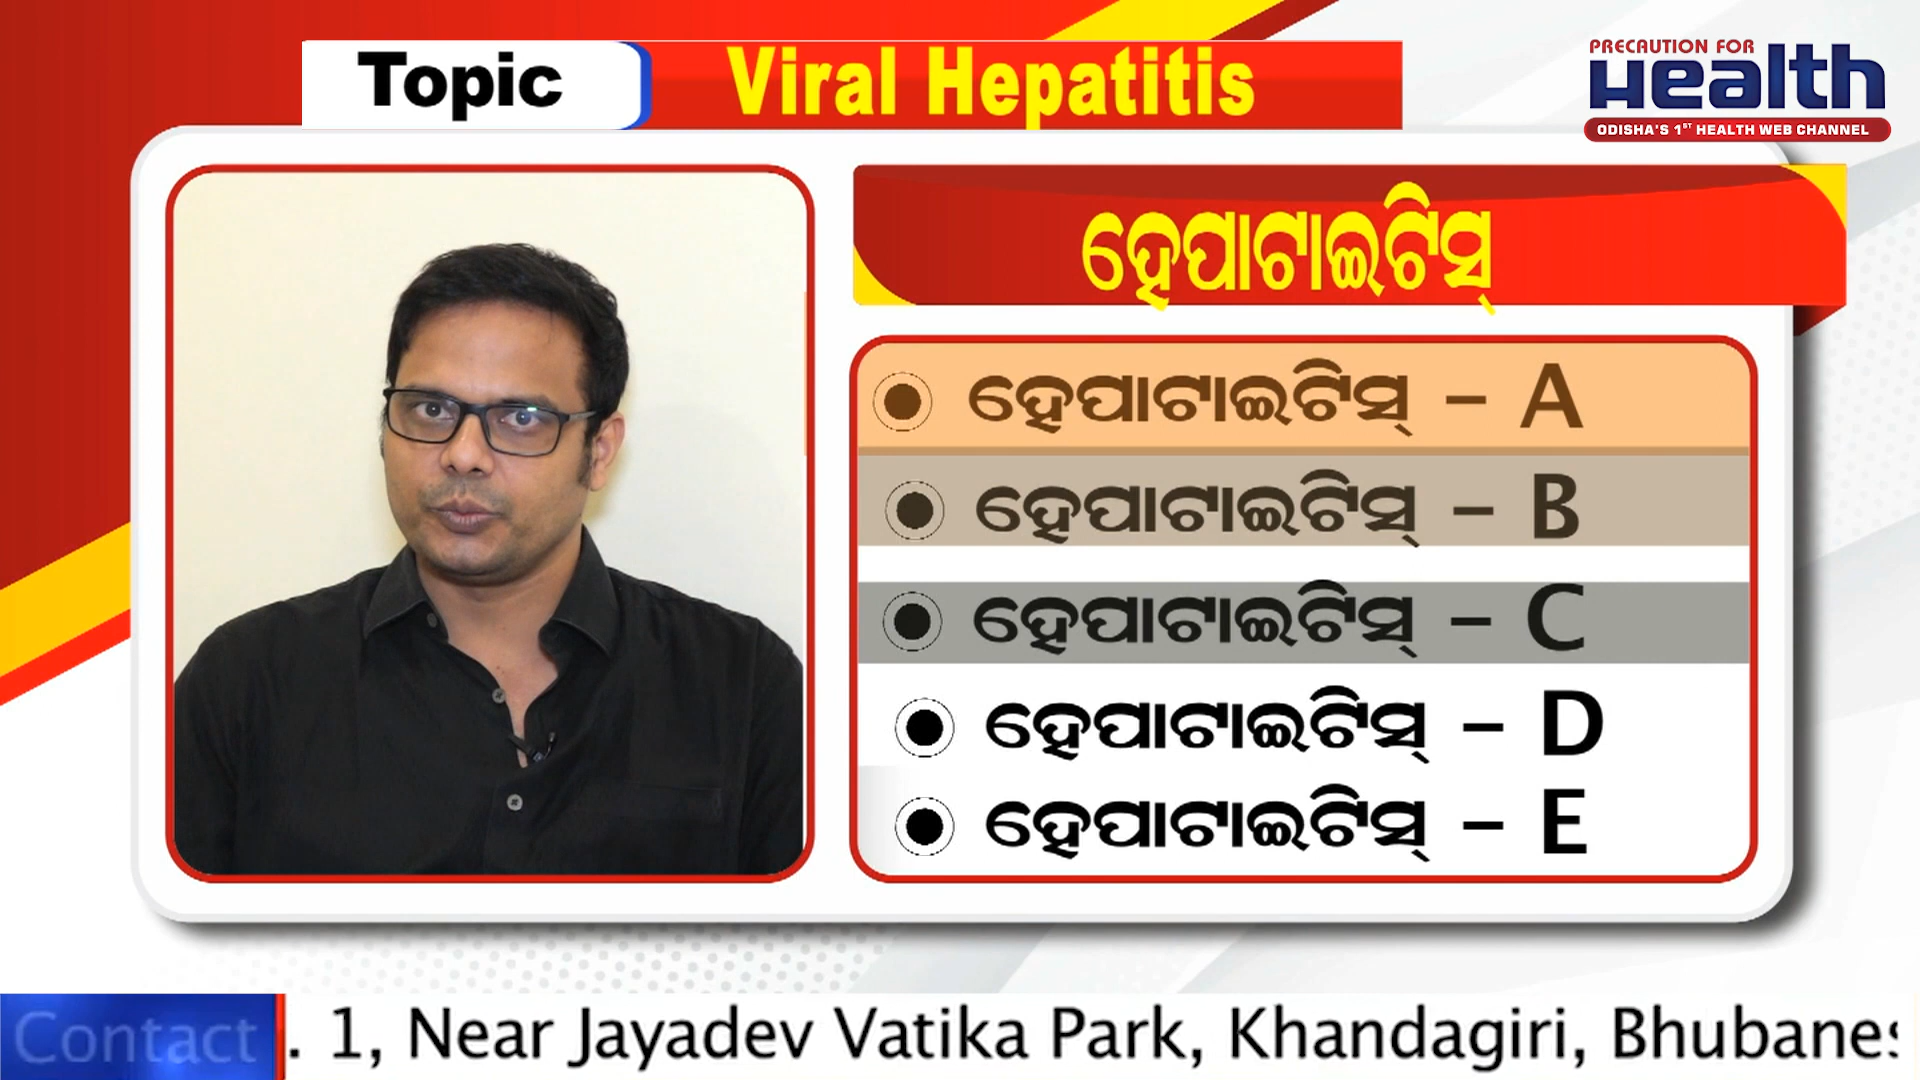 Topic
Viral Hepatitis
PRECAUTION FOR
Health
ODISHA'S 1ST HEALTH WEB CHANNEL
ହେପାଟାଇଟିସ୍
ହେପାଟାଇଟିସ୍ – A
ହେପାଟାଇଟିସ୍ – B
ହେପାଟାଇଟିସ୍ – C
ହେପାଟାଇଟିସ୍ – D
ହେପାଟାଇଟିସ୍ – E
Contact . 1, Near Jayadev Vatika Park, Khandagiri, Bhubanes